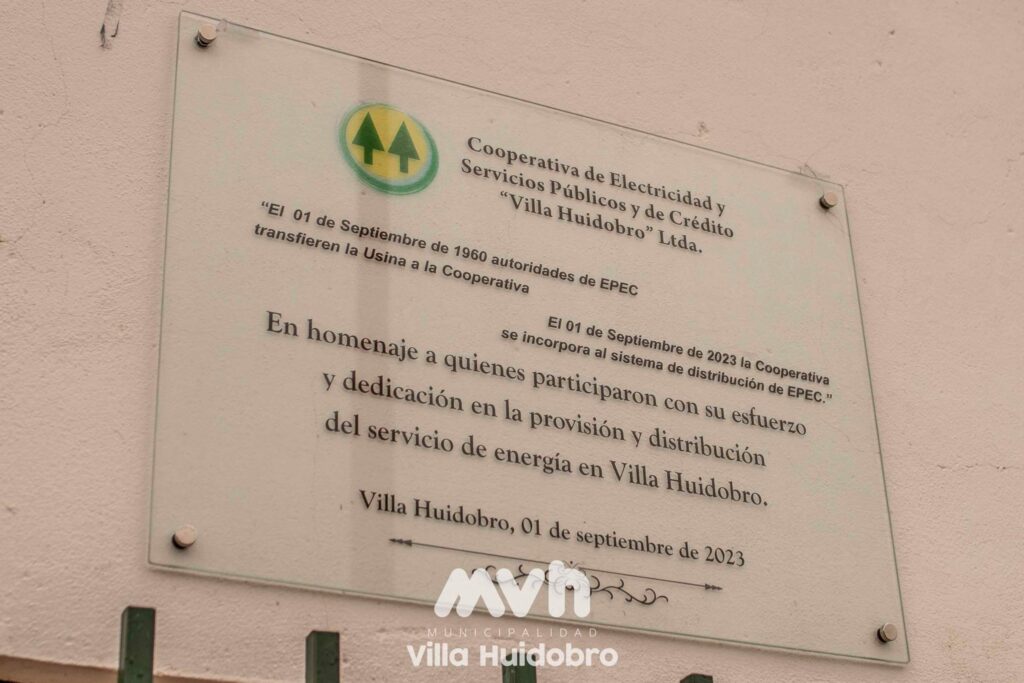 Cooperativa de Electricidad y
Servicios Públicos y de Crédito
“Villa Huidobro” Ltda.
“El 01 de Septiembre de 1960 autoridades de EPEC
transfieren la Usina a la Cooperativa
El 01 de Septiembre de 2023 la Cooperativa
se incorpora al sistema de distribución de EPEC.”
En homenaje a quienes participaron con su esfuerzo
y dedicación en la provisión y distribución
del servicio de energía en Villa Huidobro.
Villa Huidobro, 01 de septiembre de 2023
mvh
MUNICIPALIDAD
Villa Huidobro